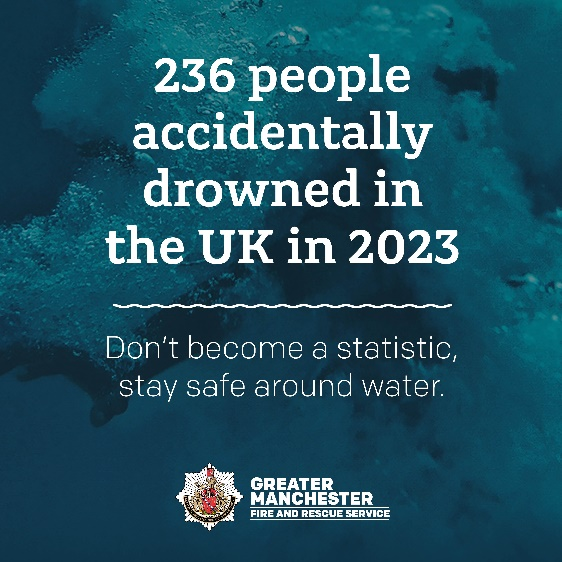 236 people
accidentally
drowned in
the UK in 2023
Don't become a statistic,
stay safe around water.
GREATER
MANCHESTER
FIRE AND RESCUE SERVICE